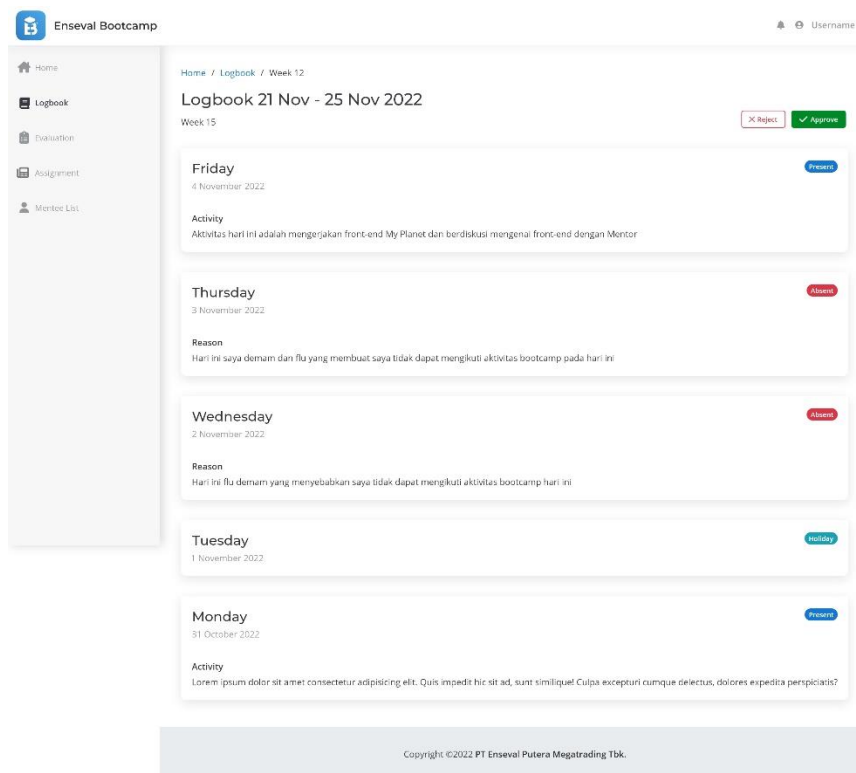 Enseval Bootcamp
Username
Home
Logbook
Evaluation
Assignment
Mentee List
Home / Logbook / Week 12
Logbook 21 Nov - 25 Nov 2022
Week 15
Reject
Approve
Friday
Present
4 November 2022
Activity
Aktivitas hari ini adalah mengerjakan front-end My Planet dan berdiskusi mengenai front-end dengan Mentor
Thursday
Absent
3 November 2022
Reason
Hari ini saya demam dan flu yang membuat saya tidak dapat mengikuti aktivitas bootcamp pada hari ini
Wednesday
Absent
2 November 2022
Reason
Hari ini flu demam yang menyebabkan saya tidak dapat mengikuti aktivitas bootcamp hari ini
Tuesday
Holiday
1 November 2022
Monday
Present
31 October 2022
Activity
Lorem ipsum dolor sit amet consectetur adipisicing elit. Quis impedit hic sit ad, sunt similique! Culpa excepturi cumque delectus, dolores expedita perspiciatis?
Copyright ©2022 PT Enseval Putera Megatrading Tbk.